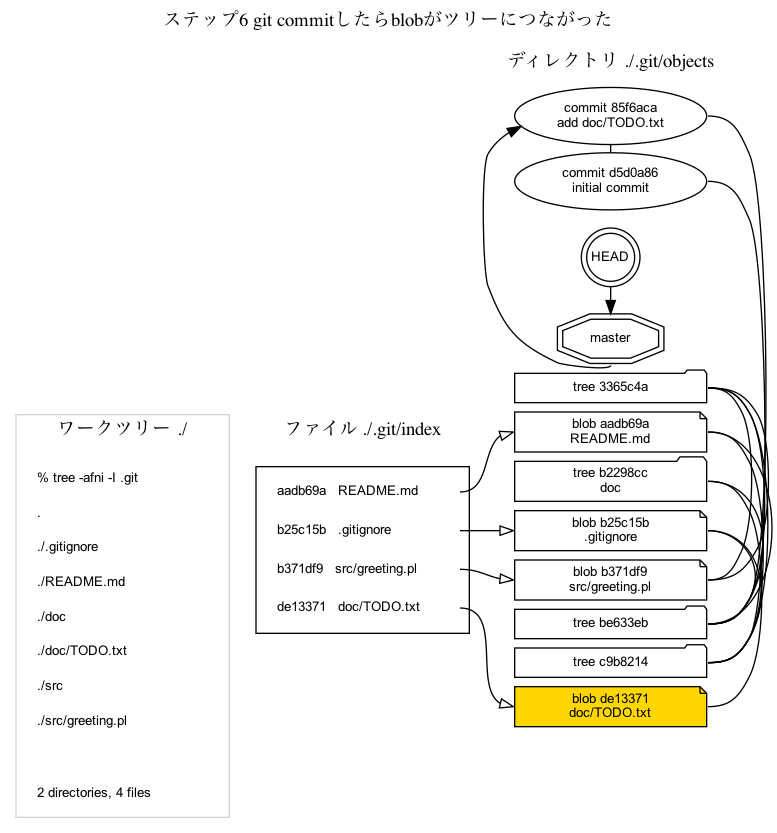 ステップ6 git commitしたらblobがツリーにつながった
ディレクトリ ./.git/objects
commit 85f6aca
add doc/TODO.txt
commit d5d0a86
initial commit
HEAD
master
tree 3365c4a
blob aadb69a
README.md
tree b2298cc
doc
blob b25c15b
.gitignore
blob b371df9
src/greeting.pl
tree be633eb
tree c9b8214
blob de13371
doc/TODO.txt
ファイル ./.git/index
aadb69a README.md
b25c15b .gitignore
b371df9 src/greeting.pl
de13371 doc/TODO.txt
ワークツリー ./
% tree -afni -I .git
.
./.gitignore
./README.md
./doc
./doc/TODO.txt
./src
./src/greeting.pl
2 directories, 4 files